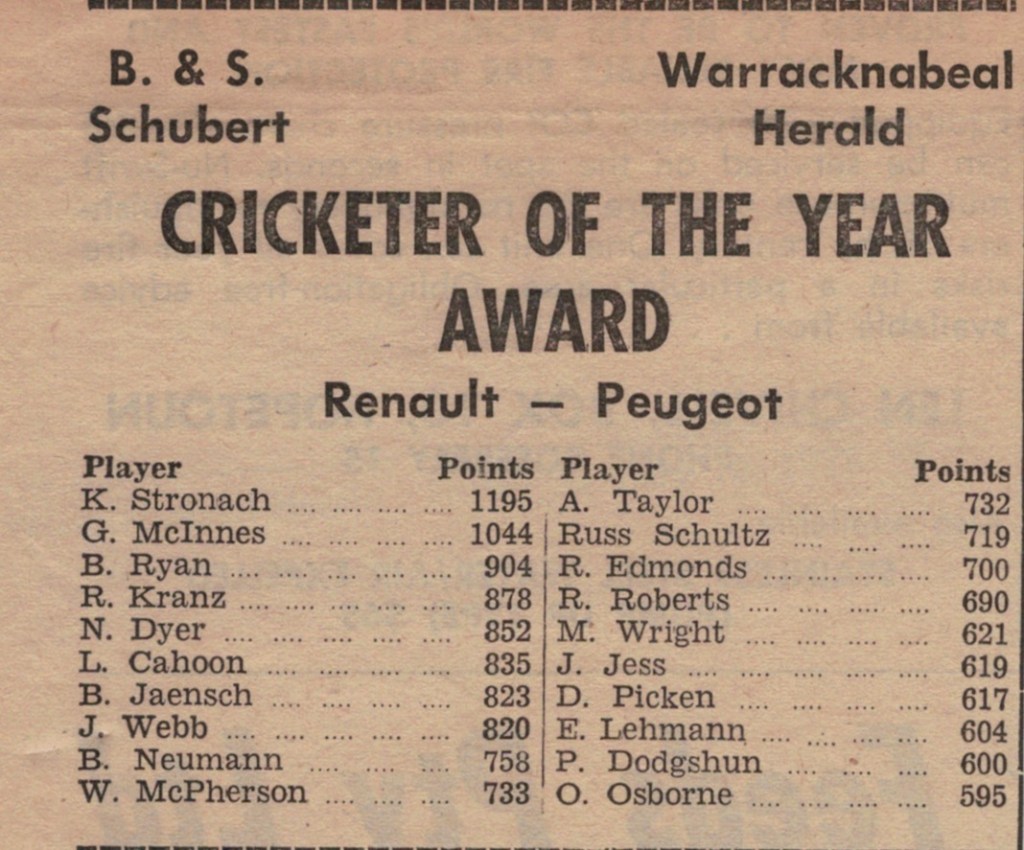 B. & S. Warracknabeal
Schubert Herald
CRICKETER OF THE YEAR
AWARD
Renault — Peugeot
Player Points Player Points
K. Stronach .... .... .... .... 1195 A. Taylor .... .... .... .... 732
G. McInnes .... .... .... .... 1044 Russ Schultz .... .... .... 719
B. Ryan .... .... .... .... .... 904 R. Edmonds .... .... .... .... 700
R. Kranz .... .... .... .... .... 878 R. Roberts .... .... .... .... 690
N. Dyer .... .... .... .... .... 852 M. Wright .... .... .... .... 621
L. Cahoon .... .... .... .... 835 J. Jess .... .... .... .... .... 619
B. Jaensch .... .... .... .... 823 D. Picken .... .... .... .... 617
J. Webb .... .... .... .... .... 820 E. Lehmann .... .... .... .... 604
B. Neumann .... .... .... 758 P. Dodgshun .... .... .... 600
W. McPherson .... .... .... 733 O. Osborne .... .... .... .... 595